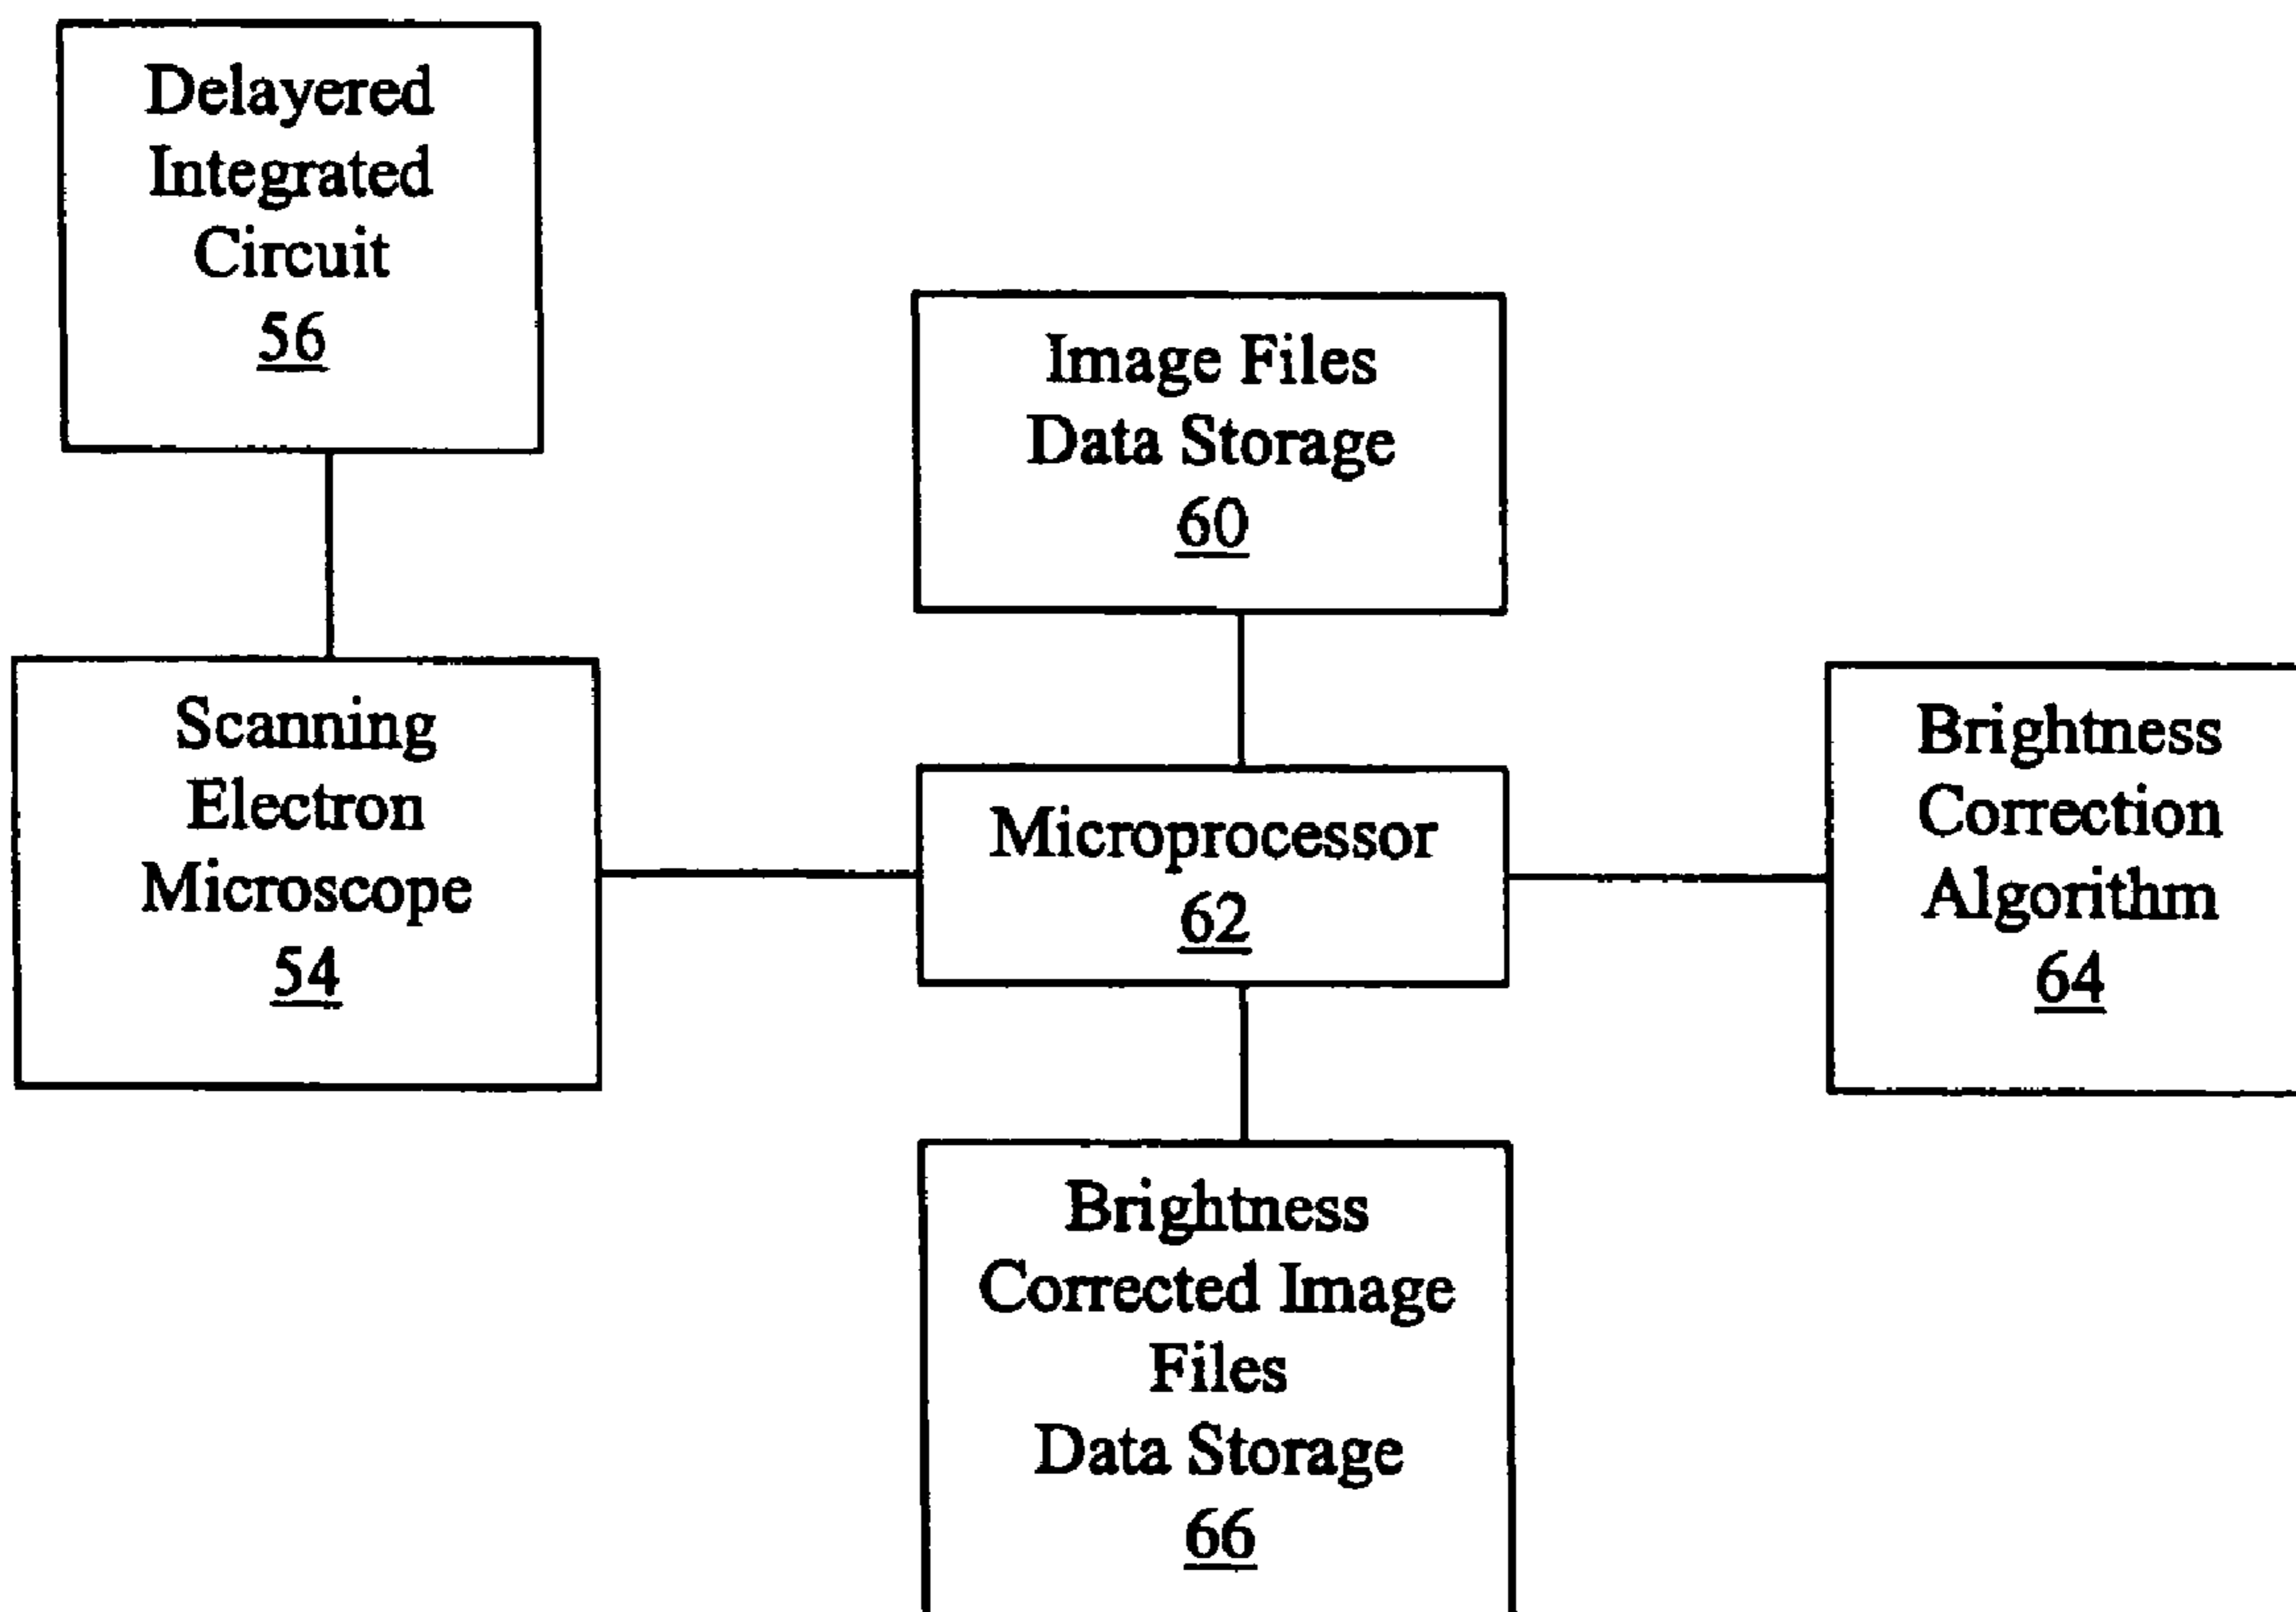 Delayered
Integrated
Circuit
56
Image Files
Data Storage
60
Scanning
Electron
Microscope
54
Microprocessor
62
Brightness
Correction
Algorithm
64
Brightness
Corrected Image
Files
Data Storage
66